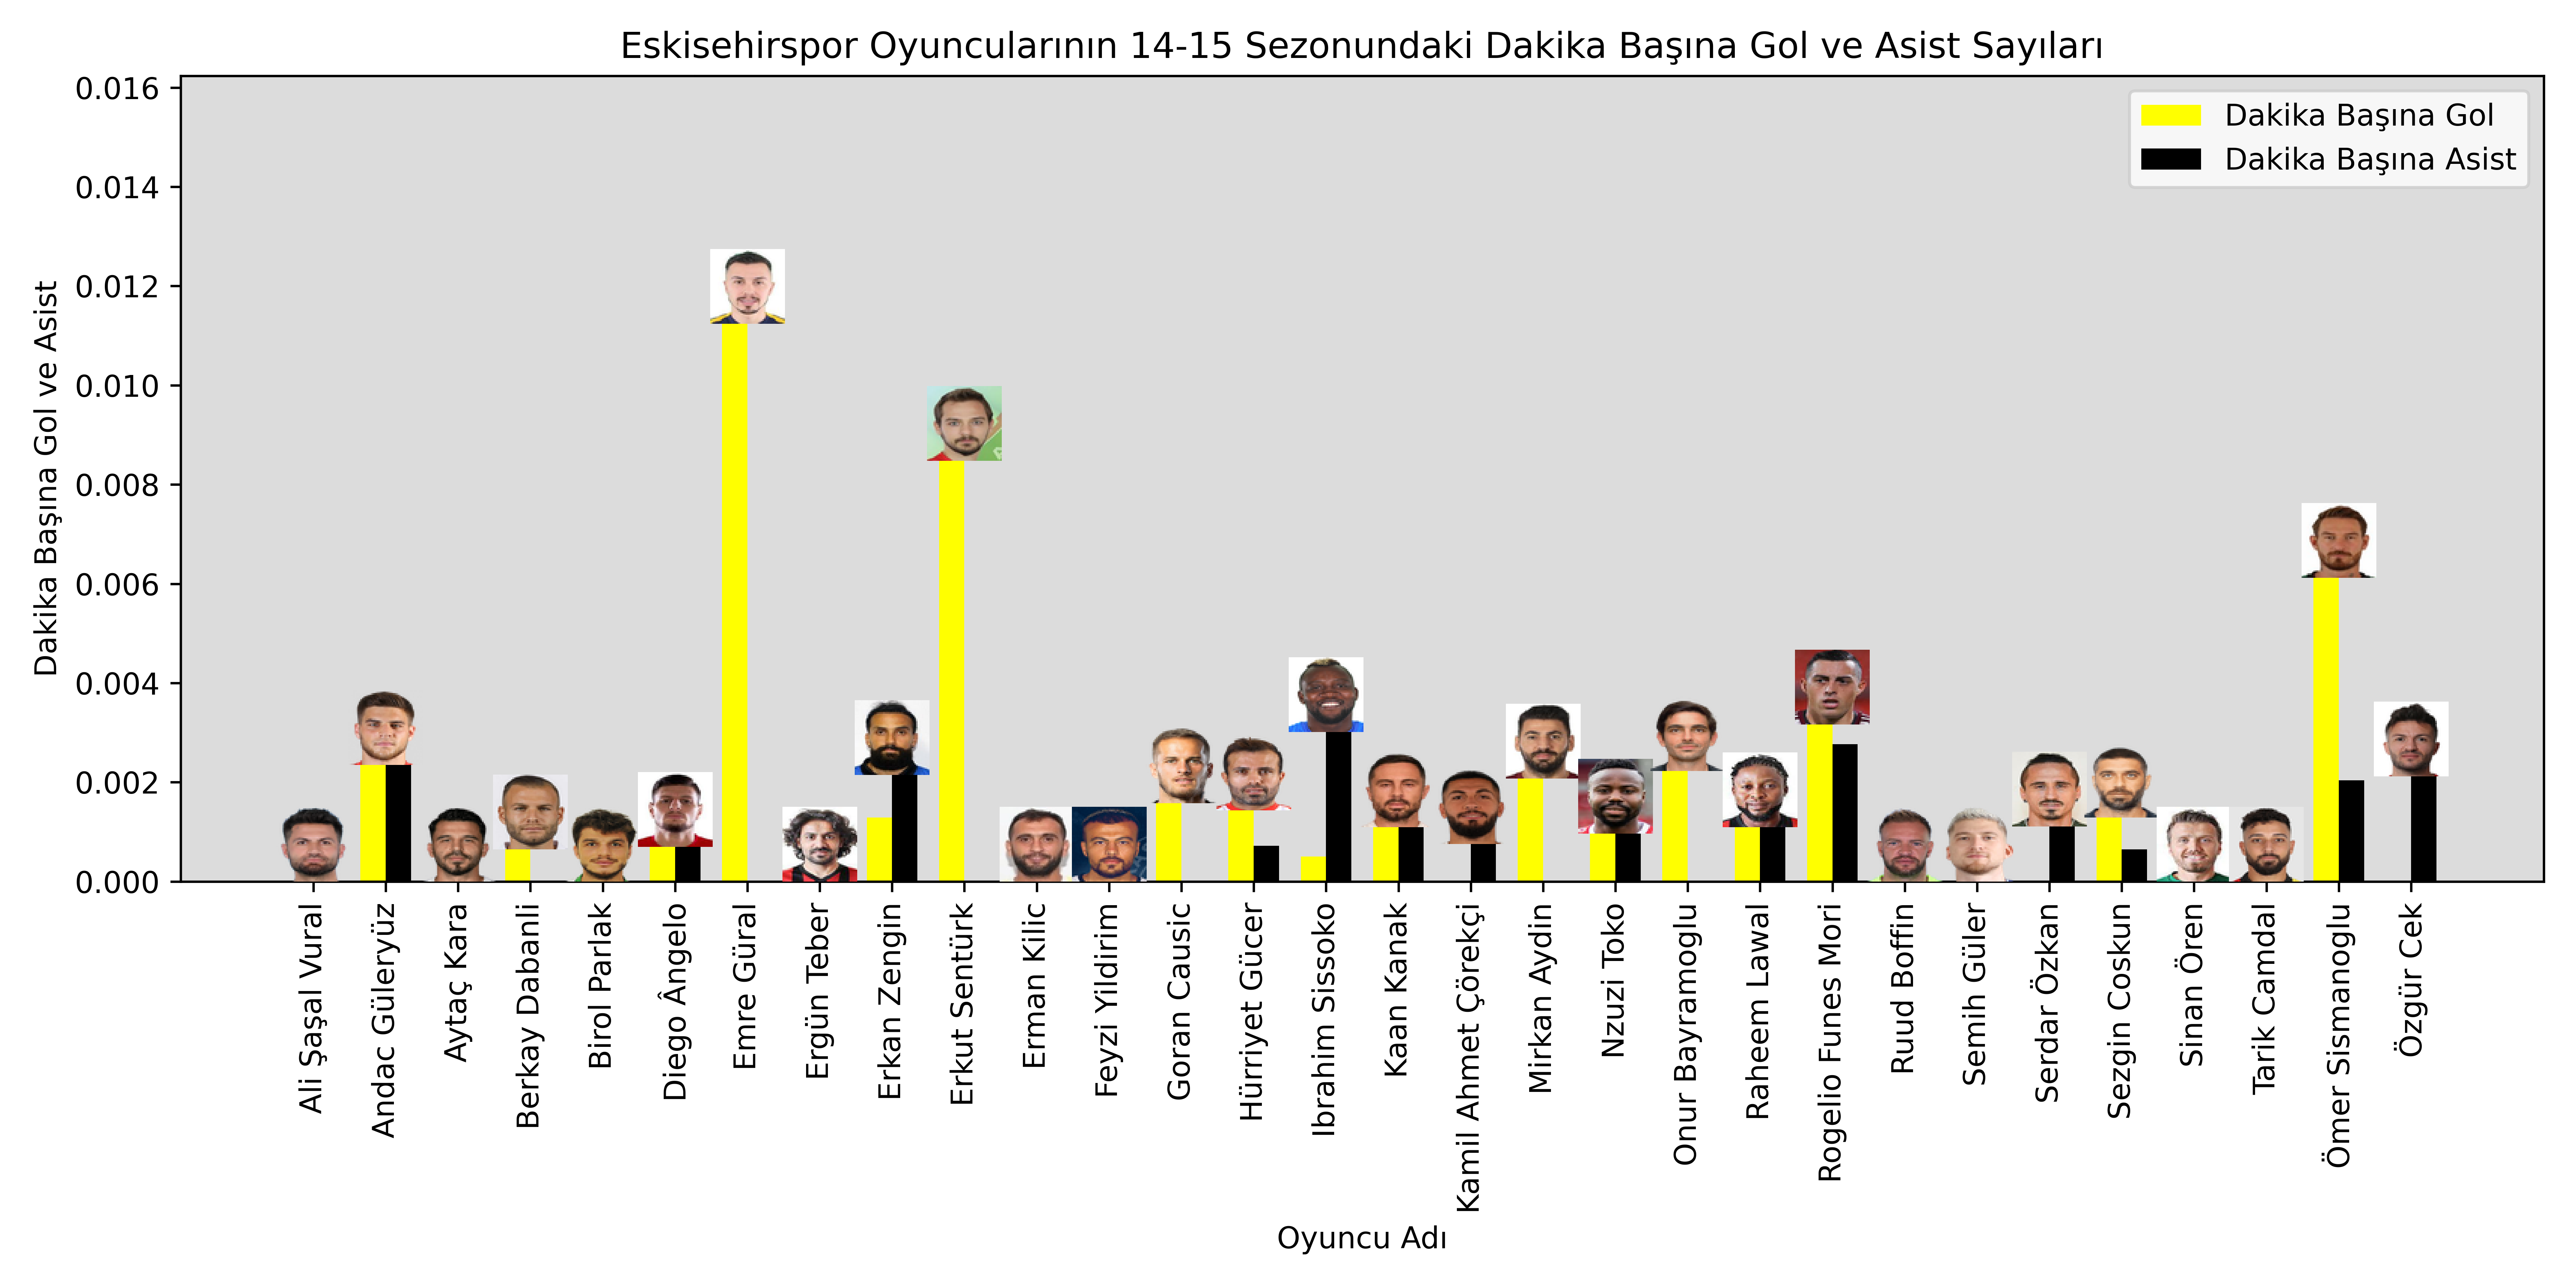 Eskisehirspor Oyuncularının 14-15 Sezonundaki Dakika Başına Gol ve Asist Sayıları
Dakika Başına Gol
Dakika Başına Asist
Dakika Başına Gol ve Asist
0.016
0.014
0.012
0.010
0.008
0.006
0.004
0.002
0.000
Ali Şaşal Vural
Andac Güleryüz
Aytaç Kara
Berkay Dabanli
Birol Parlak
Diego Ângelo
Emre Güral
Ergün Teber
Erkan Zengin
Erkut Sentürk
Erman Kilic
Feyzi Yildirim
Goran Causic
Hürriyet Gücer
Ibrahim Sissoko
Kaan Kanak
Kamil Ahmet Çörekçi
Mirkan Aydin
Nzuzi Toko
Onur Bayramoglu
Raheem Lawal
Rogelio Funes Mori
Ruud Boffin
Semih Güler
Serdar Özkan
Sezgin Coskun
Sinan Ören
Tarik Camdal
Ömer Sismanoglu
Özgür Cek
Oyuncu Adı